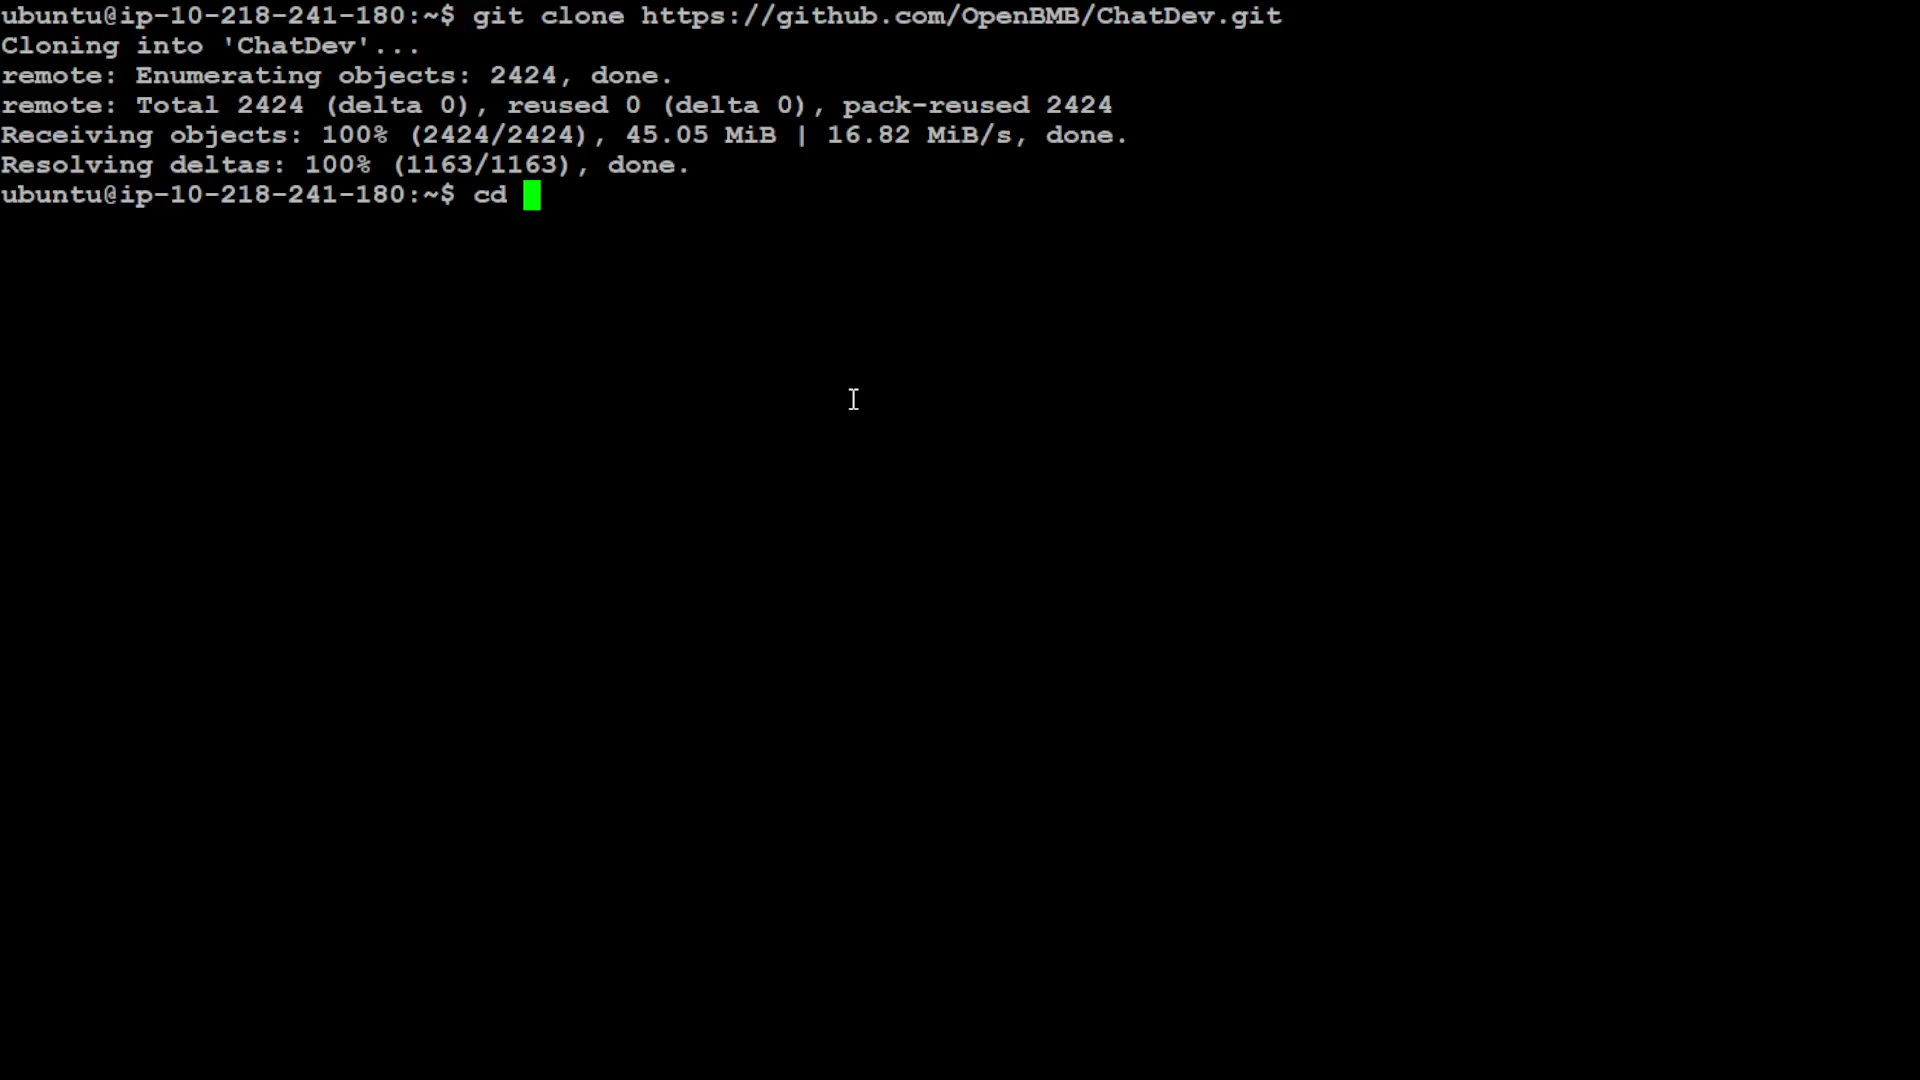 ubuntu@ip-10-218-241-180:~$ git clone https://github.com/OpenBMB/ChatDev.git
Cloning into 'ChatDev'...
remote: Enumerating objects: 2424, done.
remote: Total 2424 (delta 0), reused 0 (delta 0), pack-reused 2424
Receiving objects: 100% (2424/2424), 45.05 MiB | 16.82 MiB/s, done.
Resolving deltas: 100% (1163/1163), done.
ubuntu@ip-10-218-241-180:~$ cd